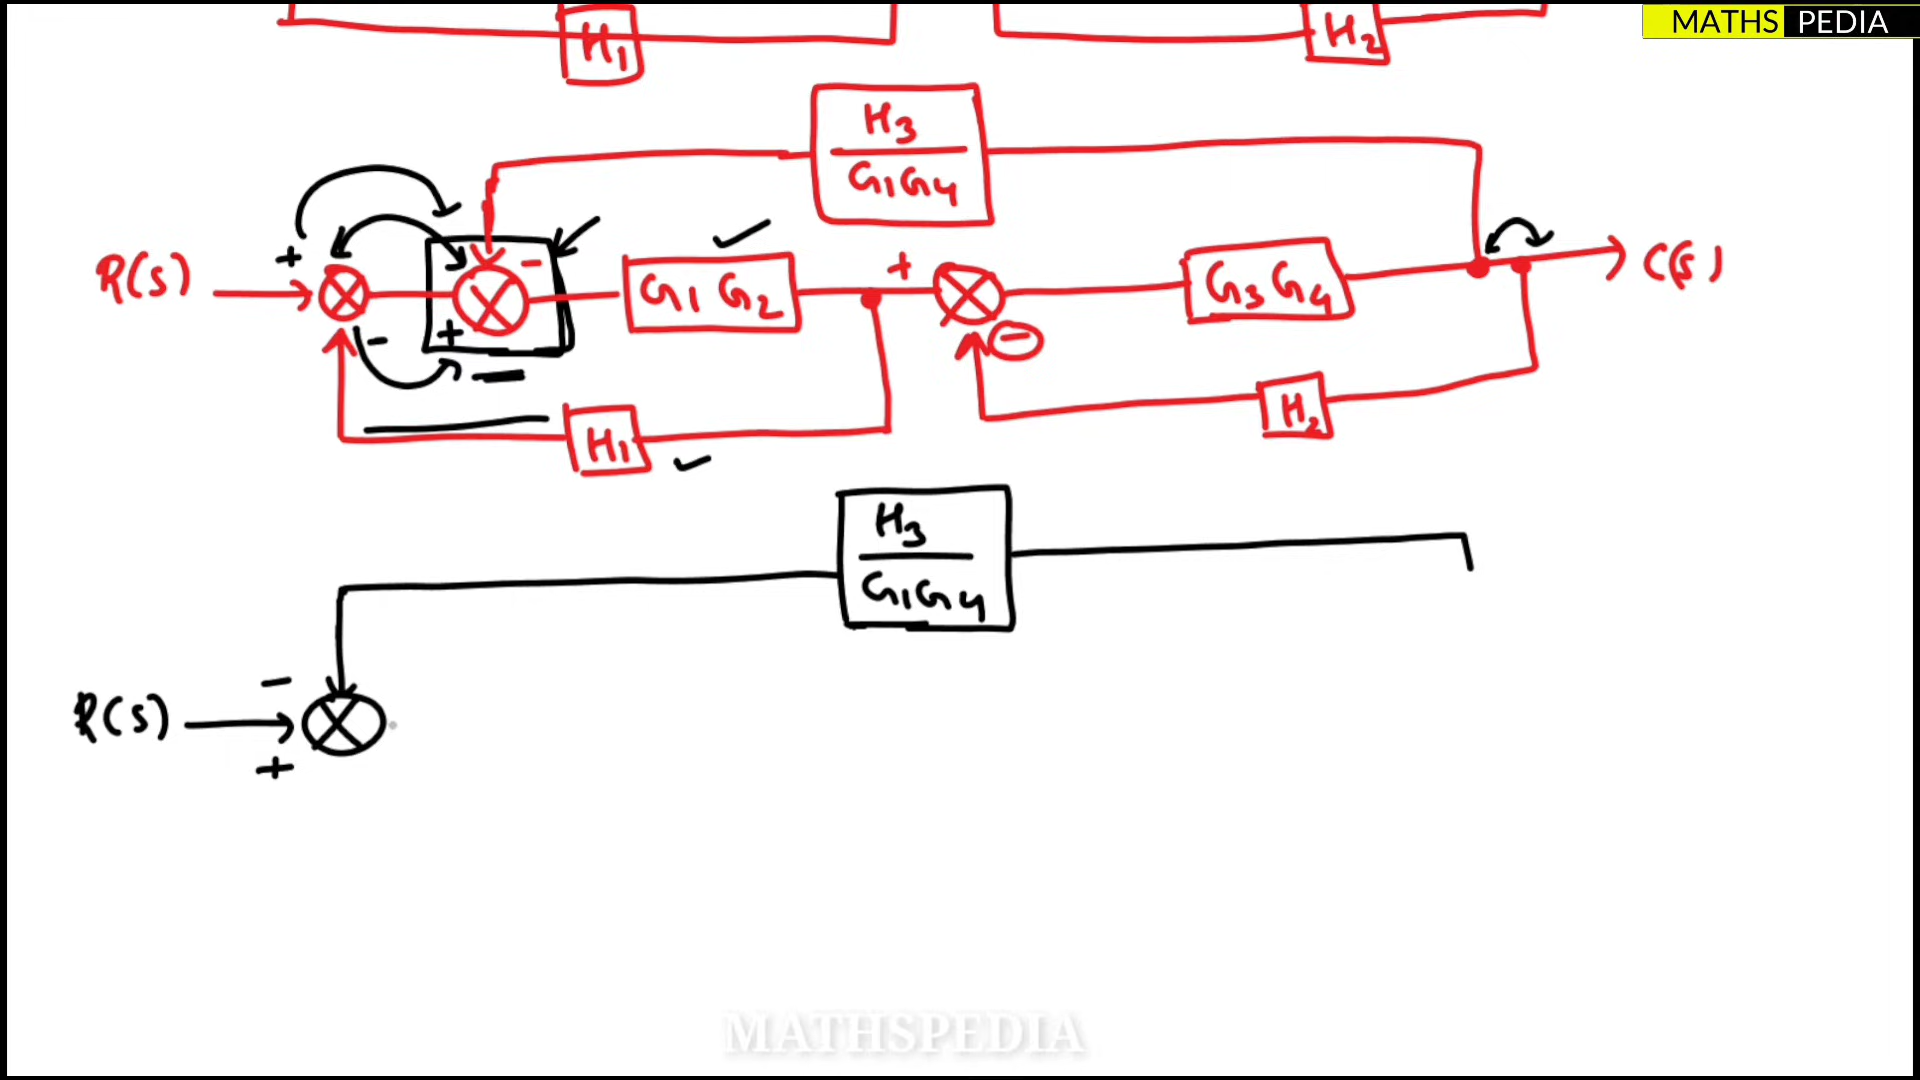 MATHS PEDIA
H₁ H₂
H₃
G₁G₄
+ -
R(s) G₁ G₂ + G₃ G₄ C(s)
- + -
H₁ H₂
H₃
G₁G₄
-
R(s)
+
MATHSPEDIA